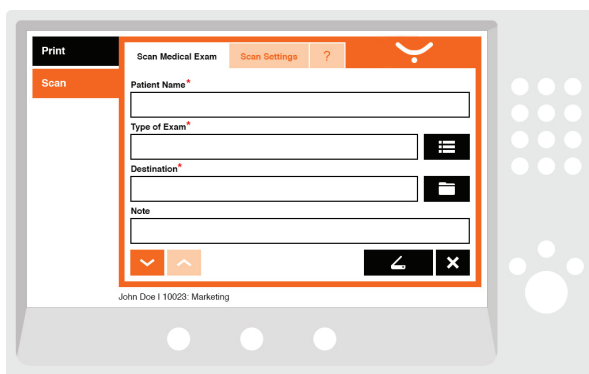 Print
Scan
Scan Medical Exam
Scan Settings
?
Patient Name*
Type of Exam*
Destination*
Note
John Doe I 10023: Marketing